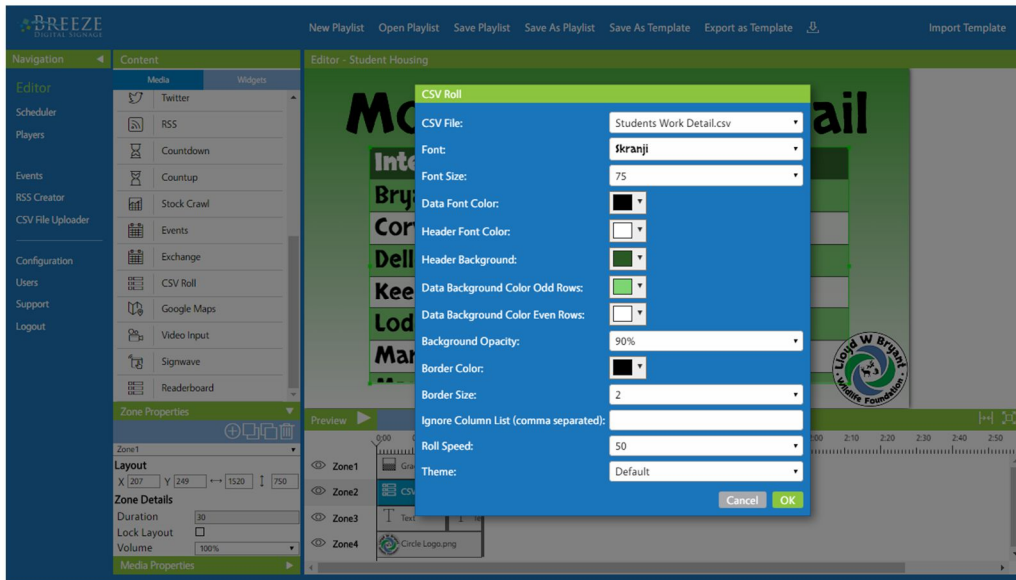 BREEZE
DIGITAL SIGNAGE
New Playlist Open Playlist Save Playlist Save As Playlist Save As Template Export as Template Import Template
Navigation
Editor
Scheduler
Players
Events
RSS Creator
CSV File Uploader
Configuration
Users
Support
Logout
Content
Media Widgets
Twitter
RSS
Countdown
Countup
Stock Crawl
Events
Exchange
CSV Roll
Google Maps
Video Input
Signwave
Readerboard
Zone Properties
Zone1
Layout
X 207 Y 249 1520 750
Zone Details
Duration 30
Lock Layout
Volume 100%
Media Properties
Editor - Student Housing
ail
Lloyd W Bryant
Wildlife Foundation
CSV Roll
CSV File: Students Work Detail.csv
Font: Skranji
Font Size: 75
Data Font Color:
Header Font Color:
Header Background:
Data Background Color Odd Rows:
Data Background Color Even Rows:
Background Opacity: 90%
Border Color:
Border Size: 2
Ignore Column List (comma separated):
Roll Speed: 50
Theme: Default
Cancel OK
Preview
0:00 2:00 2:10 2:20 2:30 2:40 2:50
Zone1
Zone2
Zone3 Text
Zone4 Circle Logo.png